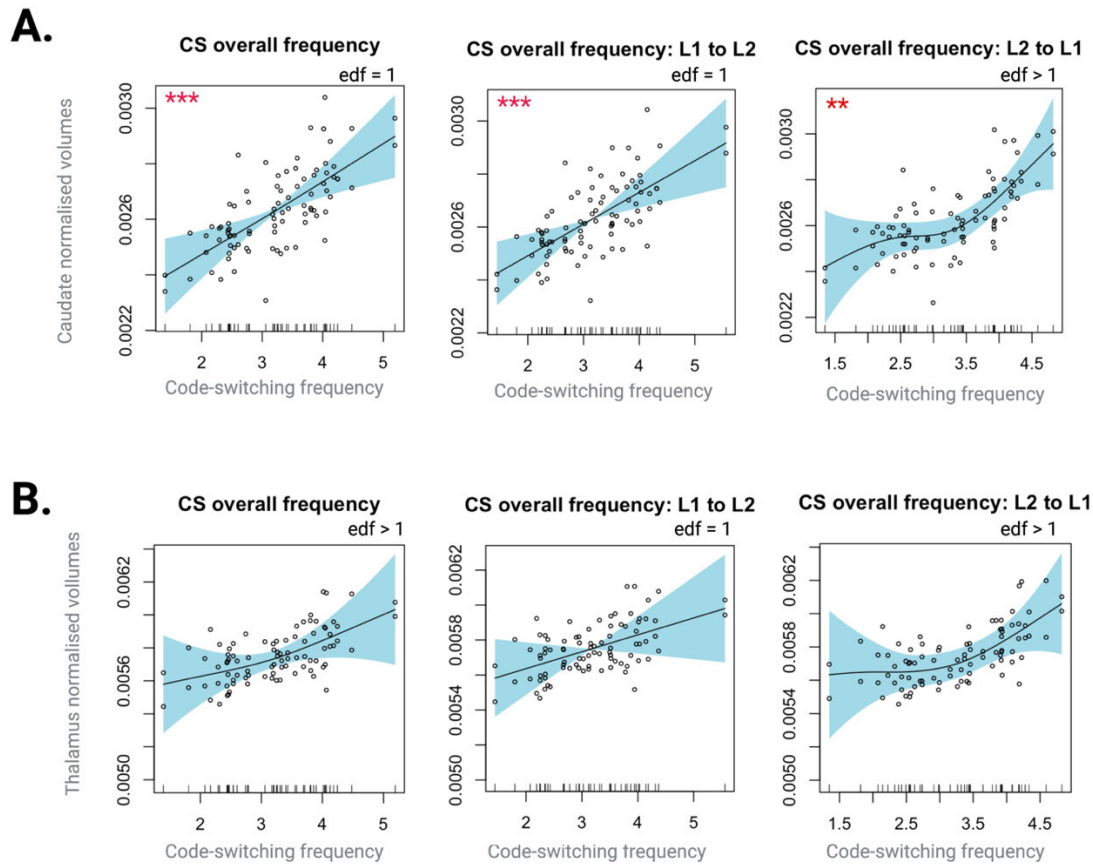 A.
CS overall frequency
edf = 1
***
Caudate normalised volumes
0.0030
0.0026
0.0022
2 3 4 5
Code-switching frequency
CS overall frequency: L1 to L2
edf = 1
***
0.0030
0.0026
0.0022
2 3 4 5
Code-switching frequency
CS overall frequency: L2 to L1
edf > 1
**
0.0030
0.0026
0.0022
1.5 2.5 3.5 4.5
Code-switching frequency
B.
CS overall frequency
edf > 1
Thalamus normalised vollumes
0.0062
0.0056
0.0050
2 3 4 5
Code-switching frequency
CS overall frequency: L1 to L2
edf = 1
0.0062
0.0058
0.0054
0.0050
2 3 4 5
Code-switching trequency
CS overall frequency: L2 to L1
edf > 1
0.0062
0.0058
0.0054
0.0050
1.5 2.5 3.5 4.5
Code-switching frequency